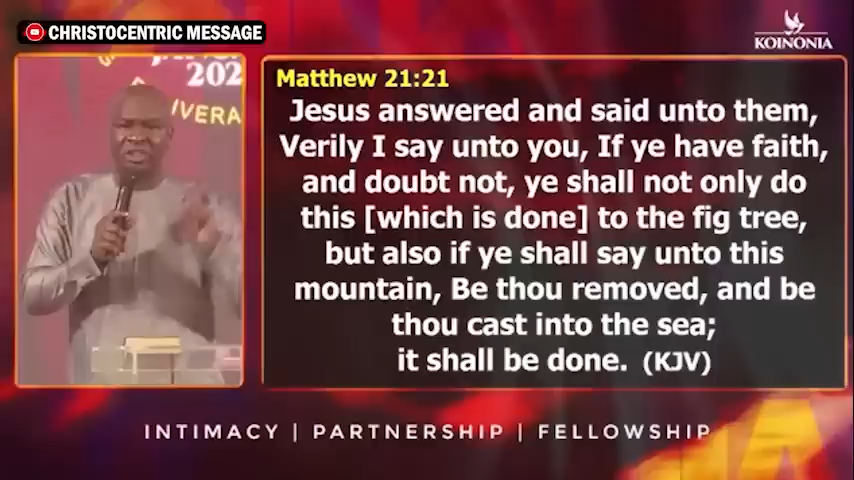 CHRISTOCENTRIC MESSAGE
KOINONIA
202
IVERA
Matthew 21:21
Jesus answered and said unto them,
Verily I say unto you, If ye have faith,
and doubt not, ye shall not only do
this [which is done] to the fig tree,
but also if ye shall say unto this
mountain, Be thou removed, and be
thou cast into the sea;
it shall be done. (KJV)
INTIMACY | PARTNERSHIP | FELLOWSHIP